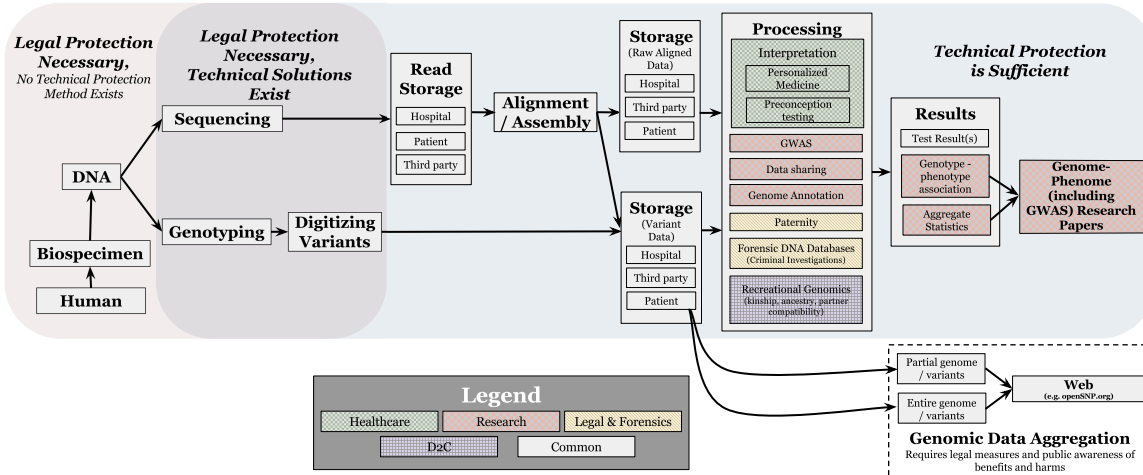 Legal Protection
Necessary,
No Technical Protection
Method Exists
Legal Protection
Necessary,
Technical Solutions
Exist
Technical Protection
is Sufficient
Human
Biospecimen
DNA
Sequencing
Genotyping
Digitizing
Variants
Read
Storage
Hospital
Patient
Third party
Alignment
/ Assembly
Storage
(Raw Aligned
Data)
Hospital
Third party
Patient
Storage
(Variant
Data)
Hospital
Third party
Patient
Processing
Interpretation
Personalized
Medicine
Preconception
testing
GWAS
Data sharing
Genome Annotation
Paternity
Forensic DNA Databases
(Criminal Investigations)
Recreational Genomics
(kinship, ancestry, partner
compatibility)
Results
Test Result(s)
Genotype -
phenotype
association
Aggregate
Statistics
Genome-
Phenome
(including
GWAS) Research
Papers
Partial genome
/ variants
Entire genome
/ variants
Web
(e.g. openSNP.org)
Genomic Data Aggregation
Requires legal measures and public awareness of
benefits and harms
Legend
Healthcare
Research
Legal & Forensics
D2C
Common